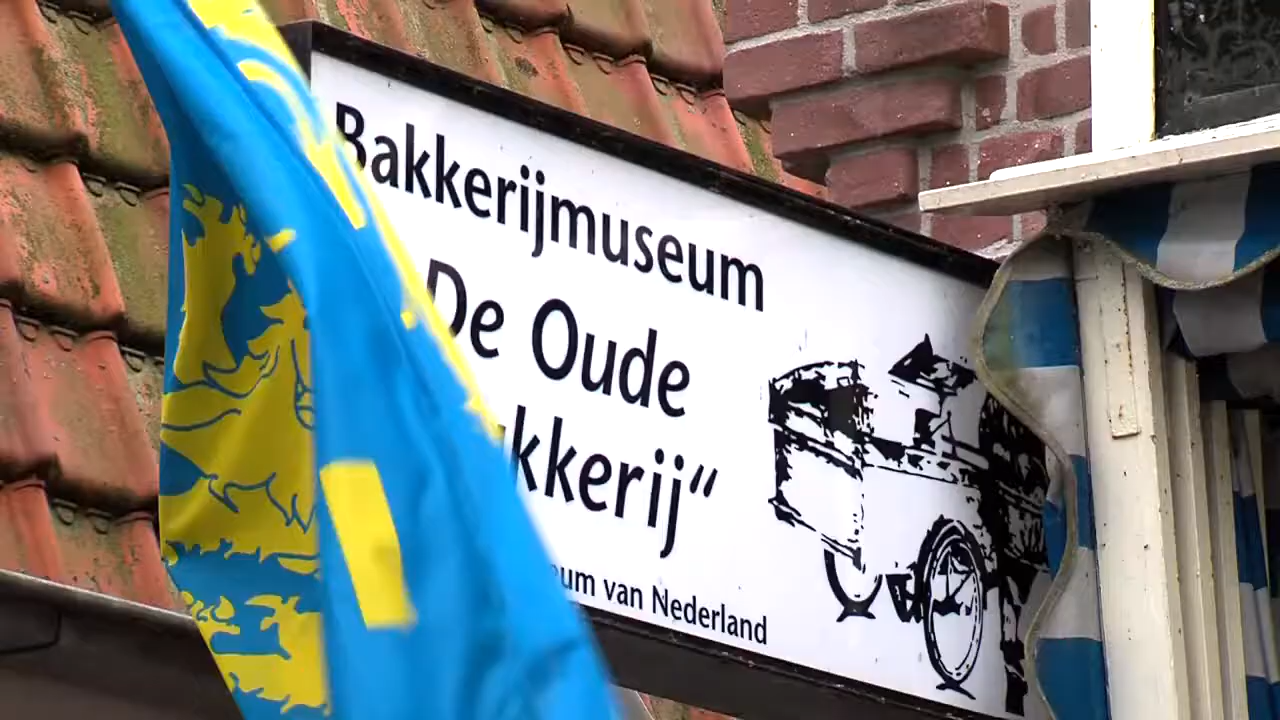 Bakkerijmuseum
De Oude
kkerij“
um van Nederland